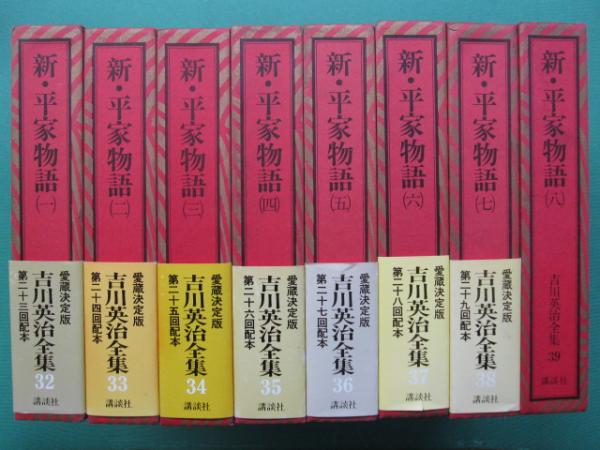 新・平家物語(一)
愛蔵決定版
吉川英治全集 32
第二十三回配本
講談社
新・平家物語(二)
愛蔵決定版
吉川英治全集 33
第二十四回配本
講談社
新・平家物語(三)
愛蔵決定版
吉川英治全集 34
第二十五回配本
講談社
新・平家物語(四)
愛蔵決定版
吉川英治全集 35
第二十六回配本
講談社
新・平家物語(五)
愛蔵決定版
吉川英治全集 36
第二十七回配本
講談社
新・平家物語(六)
愛蔵決定版
吉川英治全集 37
第二十八回配本
講談社
新・平家物語(七)
愛蔵決定版
吉川英治全集 38
第二十九回配本
講談社
新・平家物語(八)
吉川英治全集 39
講談社